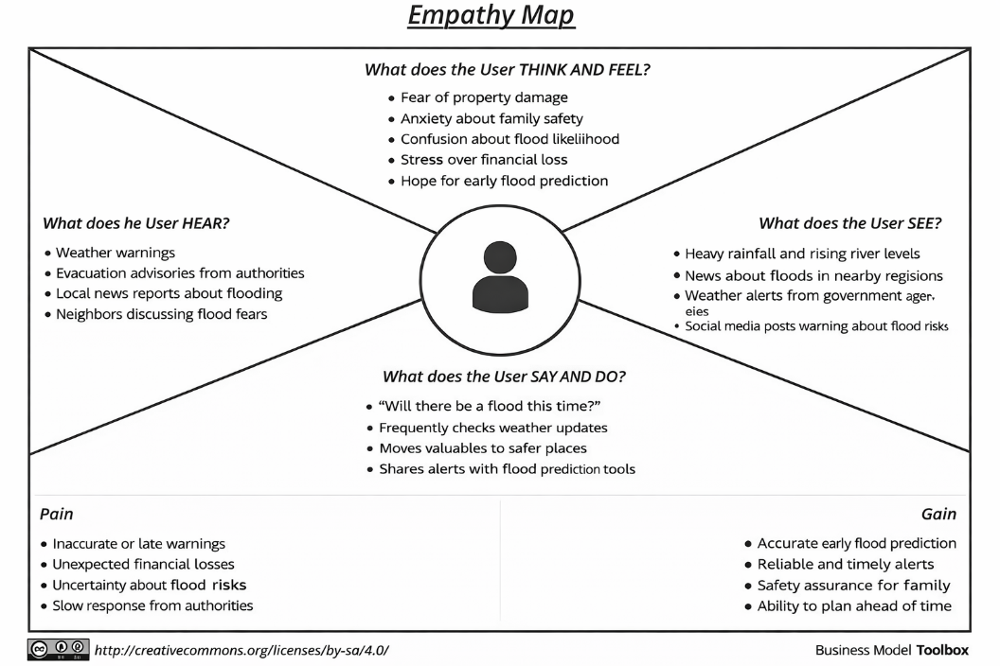 Empathy Map
What does the User THINK AND FEEL?
• Fear of property damage
• Anxiety about family safety
• Confusion about flood likeliihood
• Stress over financial loss
• Hope for early flood prediction
What does he User HEAR?
• Weather warnings
• Evacuation advisories from authorities
• Local news reports about flooding
• Neighbors discussing flood fears
What does the User SEE?
• Heavy rainfall and rising river levels
• News about floods in nearby regisions
• Weather alerts from government ager.
eies
• Social media posts warning about flood risks
What does the User SAY AND DO?
• “Will there be a flood this time?”
• Frequently checks weather updates
• Moves valuables to safer places
• Shares alerts with flood prediction tools
Pain
• Inaccurate or late warnings
• Unexpected financial losses
• Uncertainty about flood risks
• Slow response from authorities
Gain
• Accurate early flood prediction
• Reliable and timely alerts
• Safety assurance for family
• Ability to plan ahead of time
http://creativecommons.org/licenses/by-sa/4.0/
Business Model Toolbox